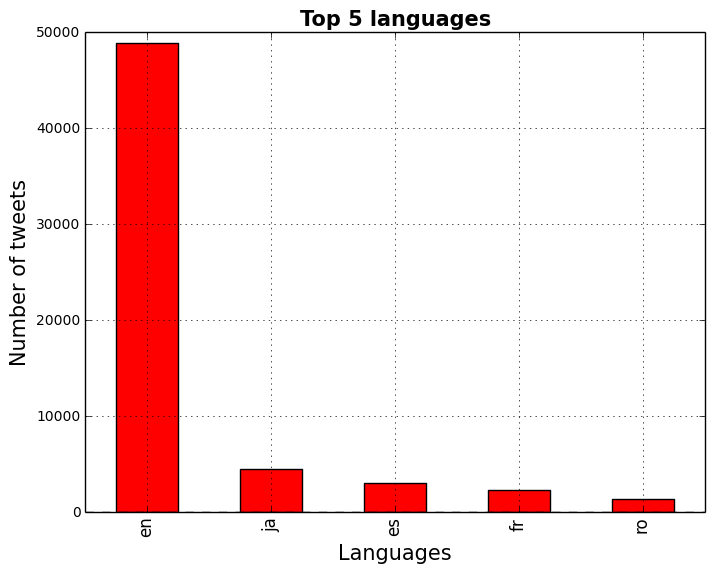 Top 5 languages
Number of tweets
50000
40000
30000
20000
10000
0
en
ja
es
fr
ro
Languages